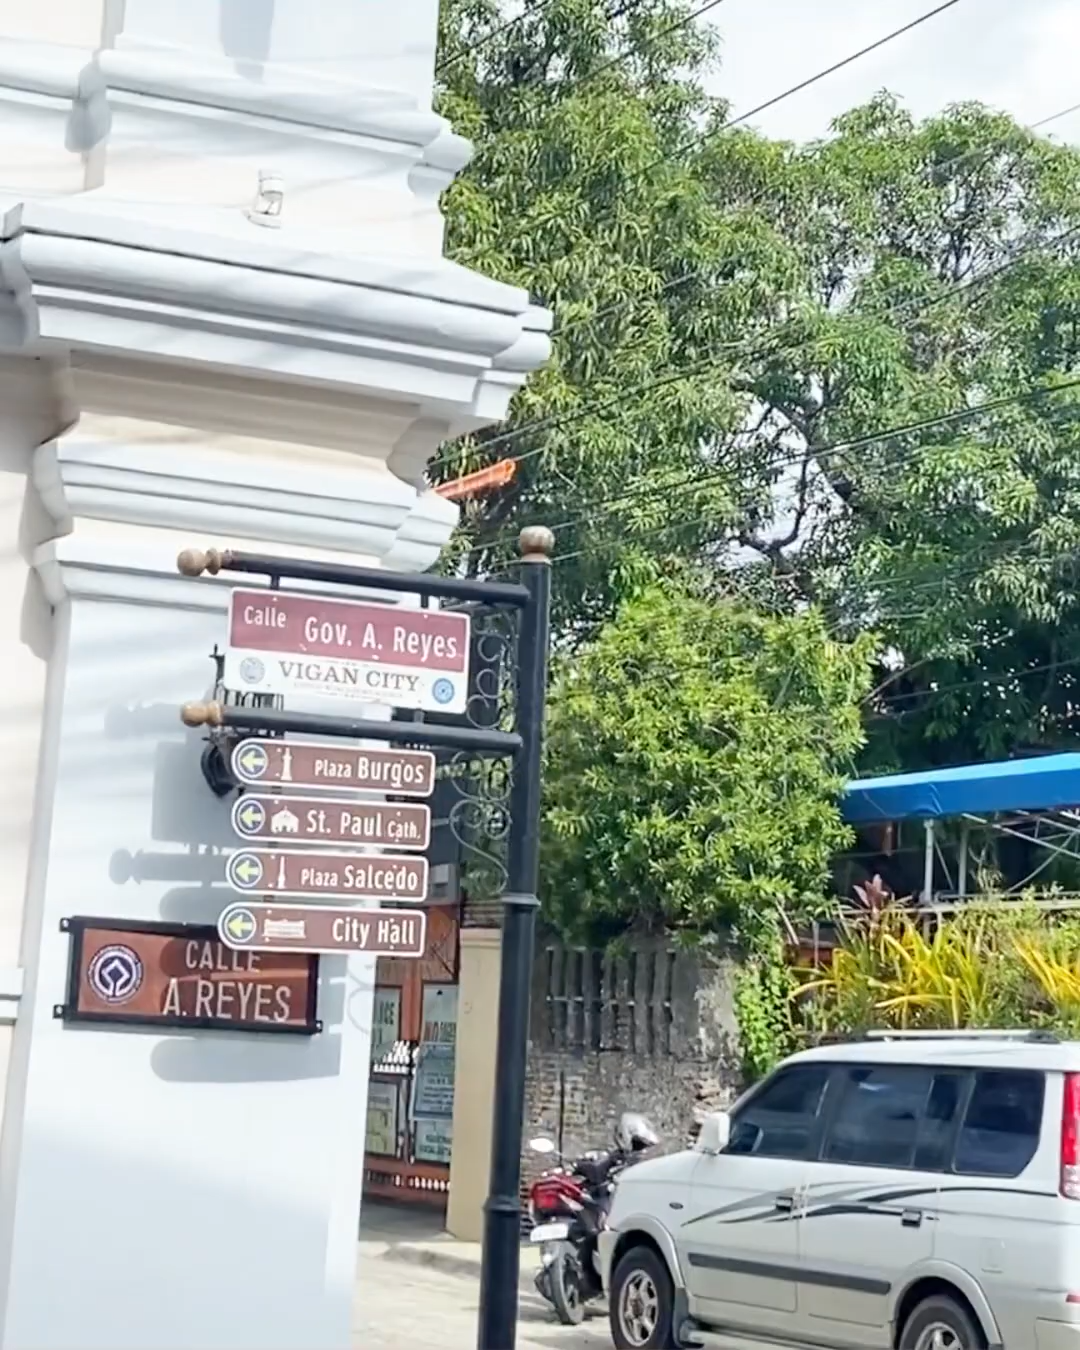 Calle Gov. A. Reyes
VIGAN CITY
Plaza Burgos
St. Paul Cath.
Plaza Salcedo
City Hall
CALLE
A. REYES